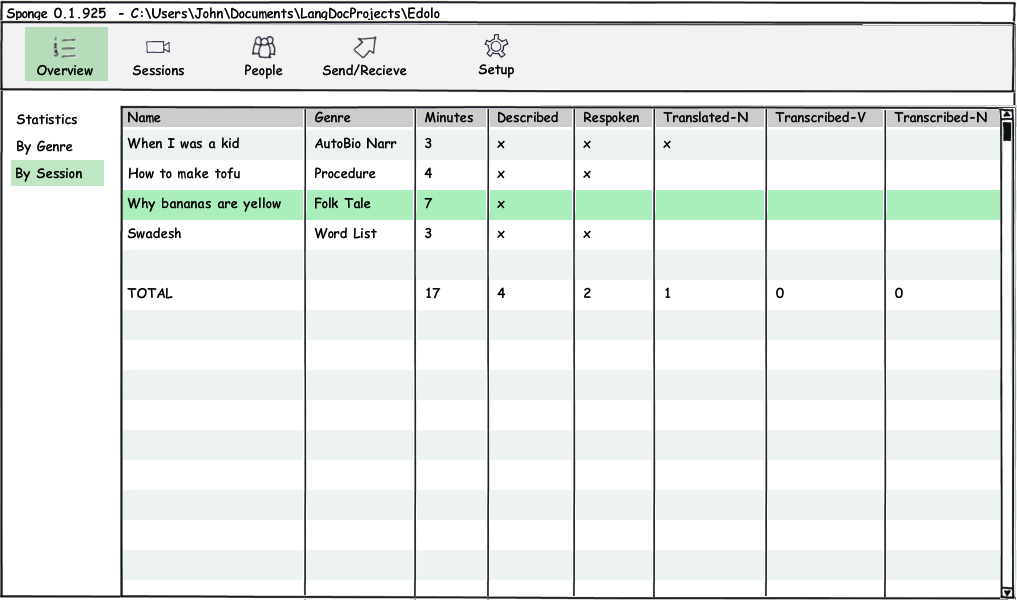 Sponge 0.1.925 - C:\Users\John\Documents\LangDocProjects\Edolo
Overview Sessions People Send/Recieve Setup
Statistics
By Genre
By Session
Name Genre Minutes Described Respoken Translated-N Transcribed-V Transcribed-N
When I was a kid AutoBio Narr 3 x x x
How to make tofu Procedure 4 x x
Why bananas are yellow Folk Tale 7 x
Swadesh Word List 3 x x
TOTAL 17 4 2 1 0 0